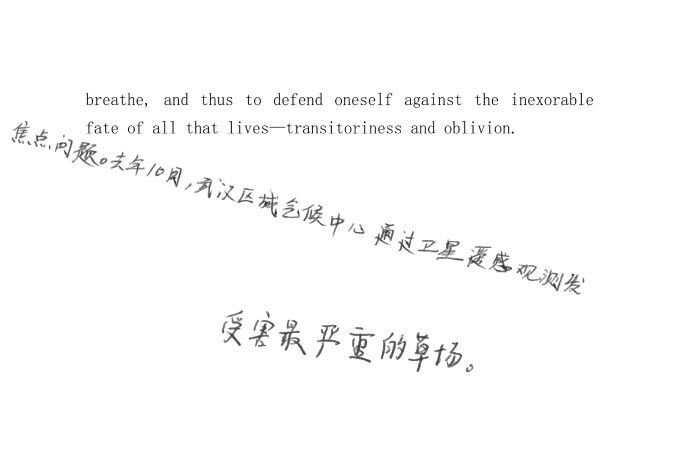 breathe, and thus to defend oneself against the inexorable
fate of all that lives—transitoriness and oblivion.
焦点问题。去年10月,武汉区域气候中心通过卫星遥感观测发
受害最严重的草场。